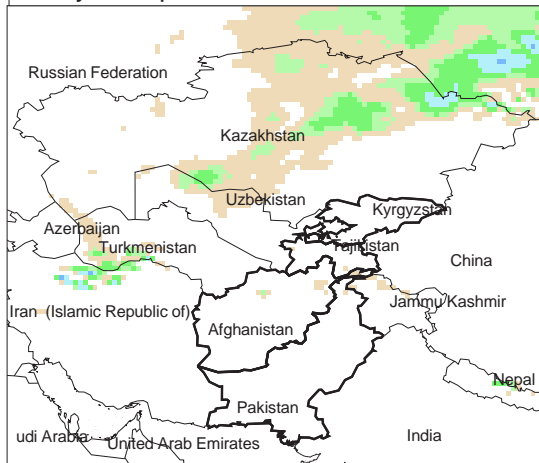 Russian Federation
Kazakhstan
Uzbekistan
Kyrgyzstan
Azerbaijan
Turkmenistan
Tajikistan
China
Iran (Islamic Republic of)
Jammu/Kashmir
Afghanistan
Nepal
Pakistan
udi Arabia
United Arab Emirates
India